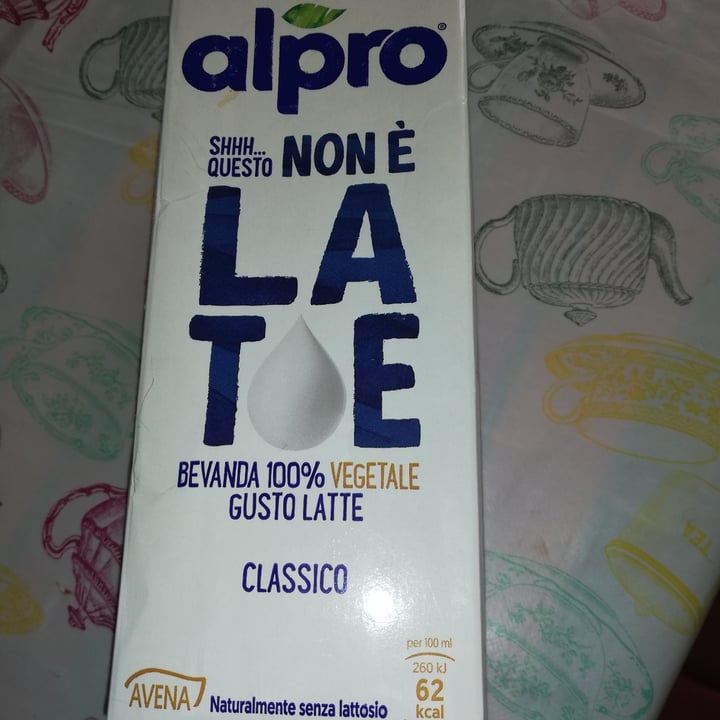 alpro®
SHHH...
QUESTO NON È
LA
TTE
BEVANDA 100% VEGETALE
GUSTO LATTE
CLASSICO
per 100 ml
260 kJ
62
kcal
AVENA
Naturalmente senza lattosio
TEA